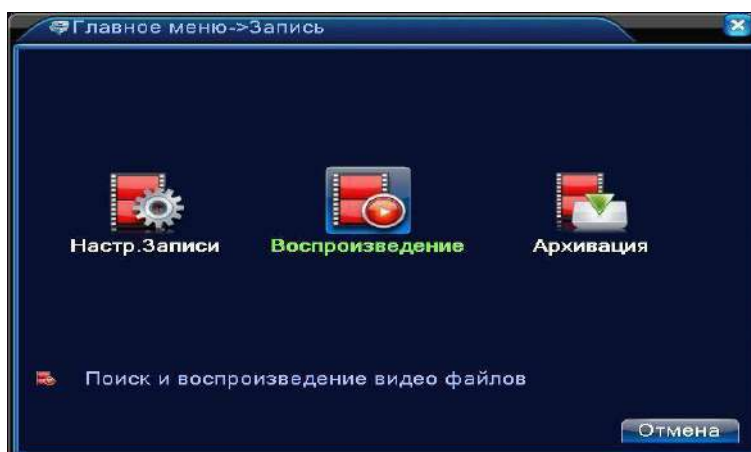 Главное меню->Запись
Настр.Записи Воспроизведение Архивация
Поиск и воспроизведение видео файлов
Отмена